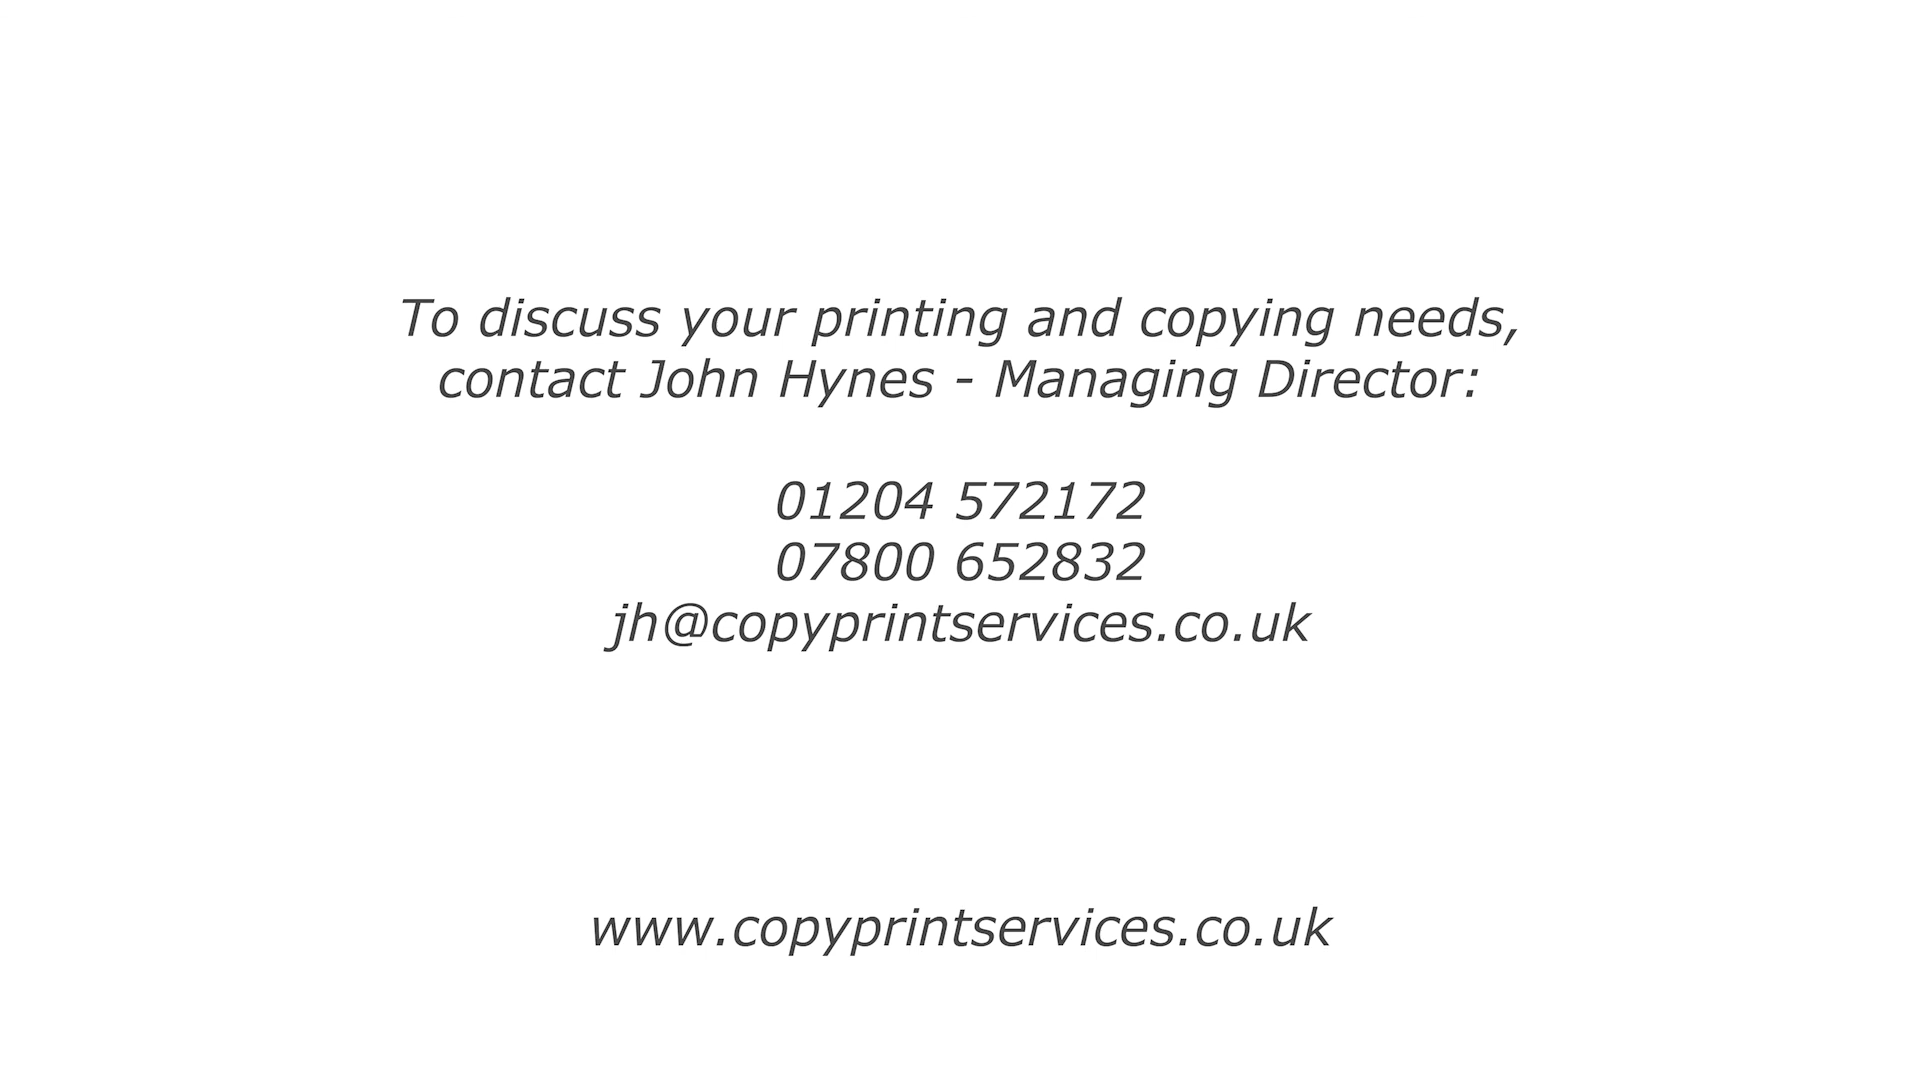 To discuss your printing and copying needs,
contact John Hynes - Managing Director:
01204 572172
07800 652832
jh@copyprintservices.co.uk
www.copyprintservices.co.uk